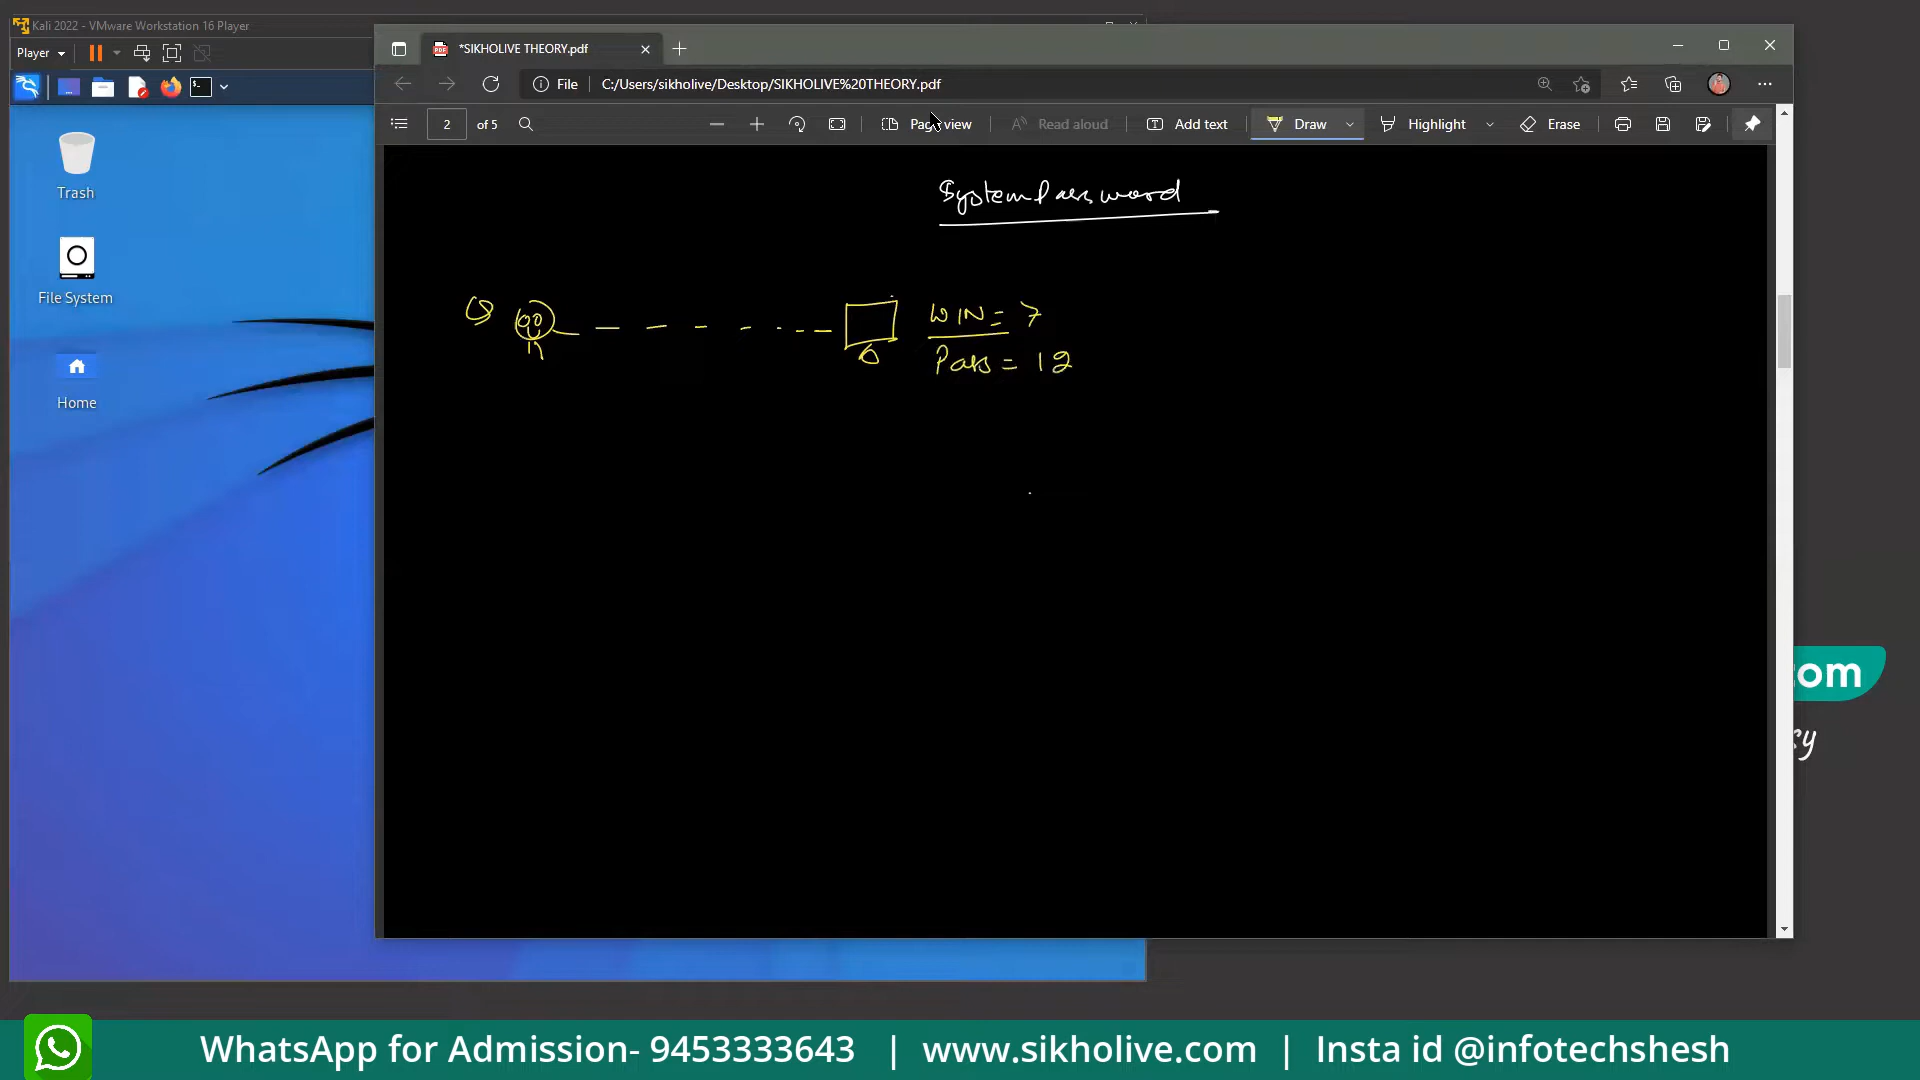 Kali 2022 - VMware Workstation 16 Player
Player
*SIKHOLIVE THEORY.pdf
File
C:/Users/sikholive/Desktop/SIKHOLIVE%20THEORY.pdf
2 of 5
Page view
Read aloud
Add text
Draw
Highlight
Erase
Trash
File System
Home
System Password
WIN = 7
Pass = 12
com
WhatsApp for Admission- 9453333643 | www.sikholive.com | Insta id @infotechshesh